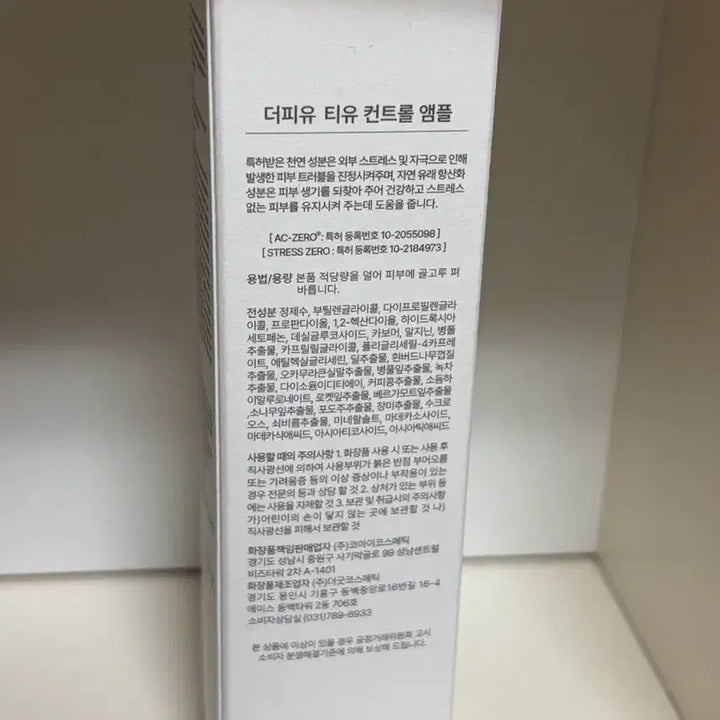 더피유 티유 컨트롤 앰플
특허받은 천연 성분은 외부 스트레스 및 자극으로 인해
발생한 피부 트러블을 진정시켜주며, 자연 유래 항산화
성분은 피부 생기를 되찾아 주어 건강하고 스트레스
없는 피부를 유지시켜 주는데 도움을 줍니다.
[ AC-ZERO®: 특허 등록번호 10-2055098 ]
[ STRESS ZERO : 특허 등록번호 10-2184973 ]
용법/용량 본품 적당량을 덜어 피부에 골고루 펴
바릅니다.
전성분 정제수, 부틸렌글라이콜, 다이프로필렌글라
이콜, 프로판다이올, 1,2-헥산다이올, 하이드록시아
세토페논, 데실글루코사이드, 카보머, 알지닌, 병풀
추출물, 카프릴릴글라이콜, 폴리글리세릴-4카프레
이트, 에틸헥실글리세린, 딜추출물, 흰버드나무껍질
추출물, 오카무라큰실말추출물, 병풀잎추출물, 녹차
추출물, 다이소듐이디티에이, 커피콩추출물, 소듐하
이알루로네이트, 로켓잎추출물, 베르가모트잎추출물
,소나무잎추출물, 포도주추출물, 장미추출물, 수크로
오스, 쇠비름추출물, 미네랄솔트, 마데카소사이드,
마데카식애씨드, 아시아티코사이드, 아시아틱애씨드
사용할 때의 주의사항 1. 화장품 사용 시 또는 사용 후
직사광선에 의하여 사용부위가 붉은 반점 부어오름
또는 가려움증 등의 이상 증상이나 부작용이 있는
경우 전문의 등과 상담 할 것 2. 상처가 있는 부위 등
에는 사용을 자제할 것 3. 보관 및 취급시의 주의사항
가)어린이의 손이 닿지 않는 곳에 보관할 것 나)
직사광선을 피해서 보관할 것
화장품책임판매업자 (주)코아이코스메틱
경기도 성남시 중원구 사기막골로 99 성남센트럴
비즈타워 2차 A-1401
화장품제조업자 (주)더굿코스메틱
경기도 용인시 기흥구 동백중앙로16번길 16-4
에이스 동백타워 2동 706호
소비자상담실 (031)789-6933
본 상품에 이상이 있을 경우 공정거래위원회 고시
소비자 분쟁해결기준에 의해 보상해 드립니다.